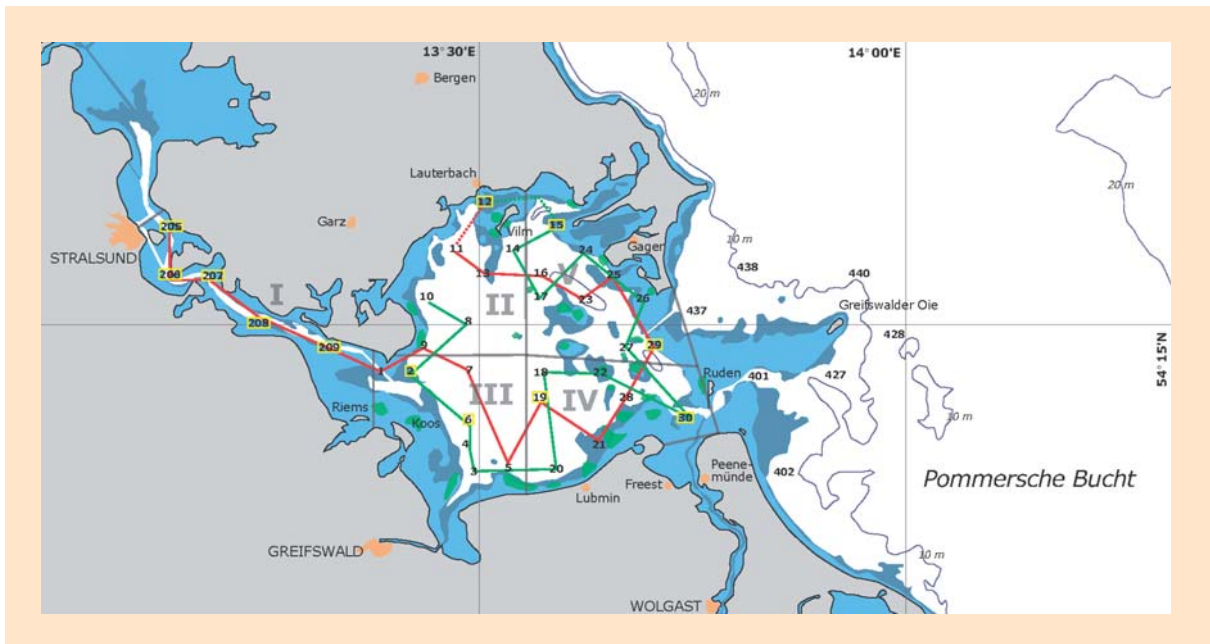 13°30'E
14°00'E
Bergen
20 m
Lauterbach
20 m
12
205
Garz
Vilm
15
STRALSUND
10 m
14
24
Gager
11
206
207
13
16
25
438
440
I
V
10
17
23
26
437
Greifswalder Oie
II
208
8
428
54°15'N
209
9
27
29
1
2
7
18
22
Ruden
401
427
III
19
IV
28
Riems
Koos
6
30
10 m
4
21
3
5
20
Peene-
münde
402
Pommersche Bucht
Lubmin
Freest
GREIFSWALD
10 m
WOLGAST